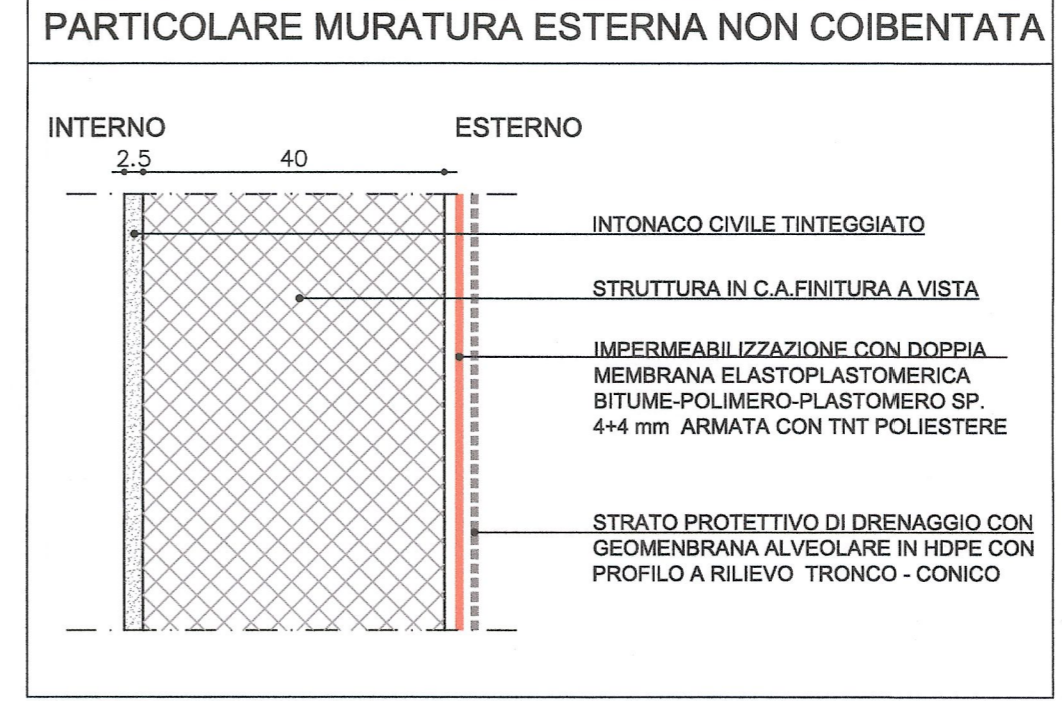 PARTICOLARE MURATURA ESTERNA NON COIBENTATA
INTERNO
ESTERNO
2.5
40
INTONACO CIVILE TINTEGGIATO
STRUTTURA IN C.A.FINITURA A VISTA
IMPERMEABILIZZAZIONE CON DOPPIA
MEMBRANA ELASTOPLASTOMERICA
BITUME-POLIMERO-PLASTOMERO SP.
4+4 mm ARMATA CON TNT POLIESTERE
STRATO PROTETTIVO DI DRENAGGIO CON
GEOMENBRANA ALVEOLARE IN HDPE CON
PROFILO A RILIEVO TRONCO - CONICO